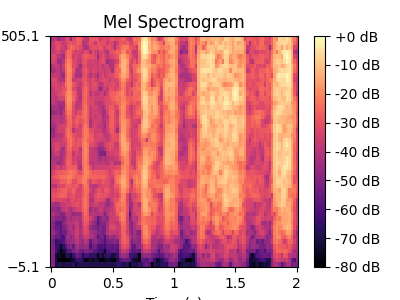 Mel Spectrogram
505.1
−5.1
0
0.5
1
1.5
2
+0 dB
-10 dB
-20 dB
-30 dB
-40 dB
-50 dB
-60 dB
-70 dB
-80 dB